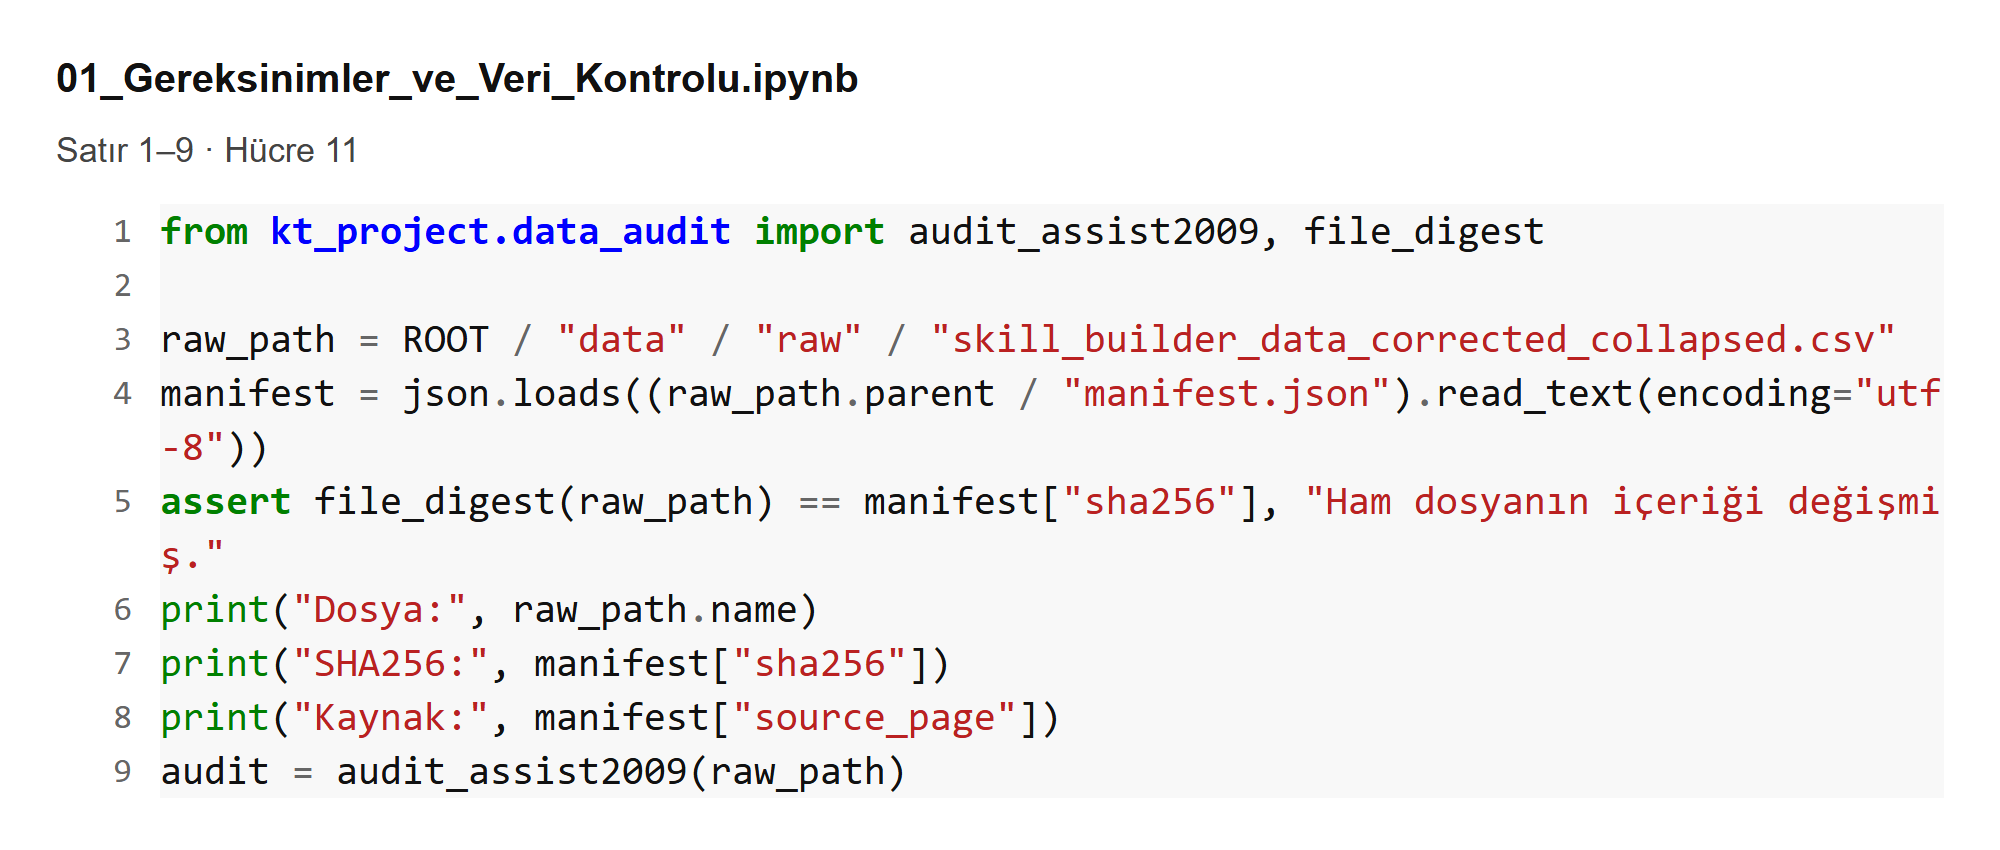 01_Gereksinimler_ve_Veri_Kontrolu.ipynb
Satır 1–9 · Hücre 11
1 from kt_project.data_audit import audit_assist2009, file_digest
2
3 raw_path = ROOT / "data" / "raw" / "skill_builder_data_corrected_collapsed.csv"
4 manifest = json.loads((raw_path.parent / "manifest.json").read_text(encoding="utf
-8"))
5 assert file_digest(raw_path) == manifest["sha256"], "Ham dosyanın içeriği değişmi
ş."
6 print("Dosya:", raw_path.name)
7 print("SHA256:", manifest["sha256"])
8 print("Kaynak:", manifest["source_page"])
9 audit = audit_assist2009(raw_path)